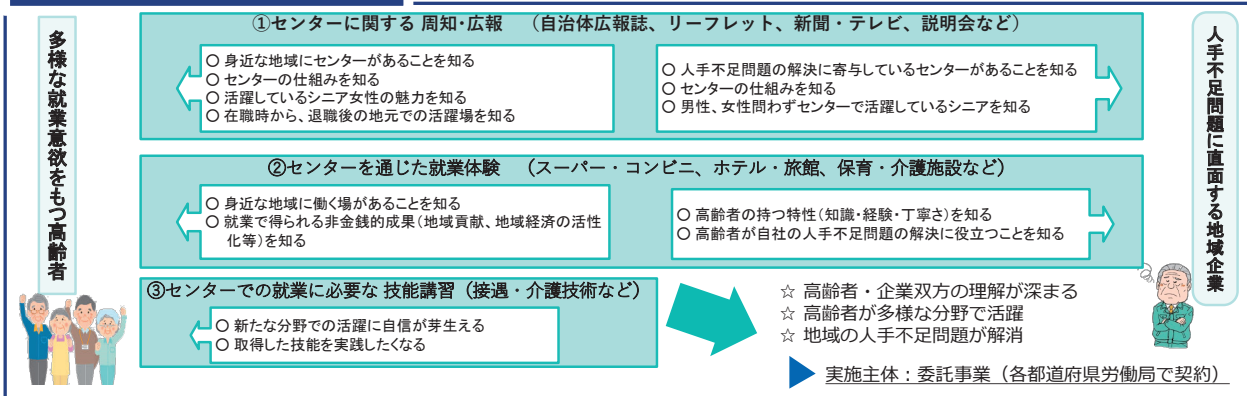 多様な就業意欲をもつ高齢者
①センターに関する 周知・広報　（自治体広報誌、リーフレット、新聞・テレビ、説明会など）
○ 身近な地域にセンターがあることを知る
○ センターの仕組みを知る
○ 活躍しているシニア女性の魅力を知る
○ 在職時から、退職後の地元での活躍場を知る
○ 人手不足問題の解決に寄与しているセンターがあることを知る
○ センターの仕組みを知る
○ 男性、女性問わずセンターで活躍しているシニアを知る
②センターを通じた就業体験　（スーパー・コンビニ、ホテル・旅館、保育・介護施設など）
○ 身近な地域に働く場があることを知る
○ 就業で得られる非金銭的成果（地域貢献、地域経済の活性
化等）を知る
○ 高齢者の持つ特性（知識・経験・丁寧さ）を知る
○ 高齢者が自社の人手不足問題の解決に役立つことを知る
③センターでの就業に必要な 技能講習（接遇・介護技術など）
○ 新たな分野での活躍に自信が芽生える
○ 取得した技能を実践したくなる
☆ 高齢者・企業双方の理解が深まる
☆ 高齢者が多様な分野で活躍
☆ 地域の人手不足問題が解消
実施主体：委託事業（各都道府県労働局で契約）
人手不足問題に直面する地域企業